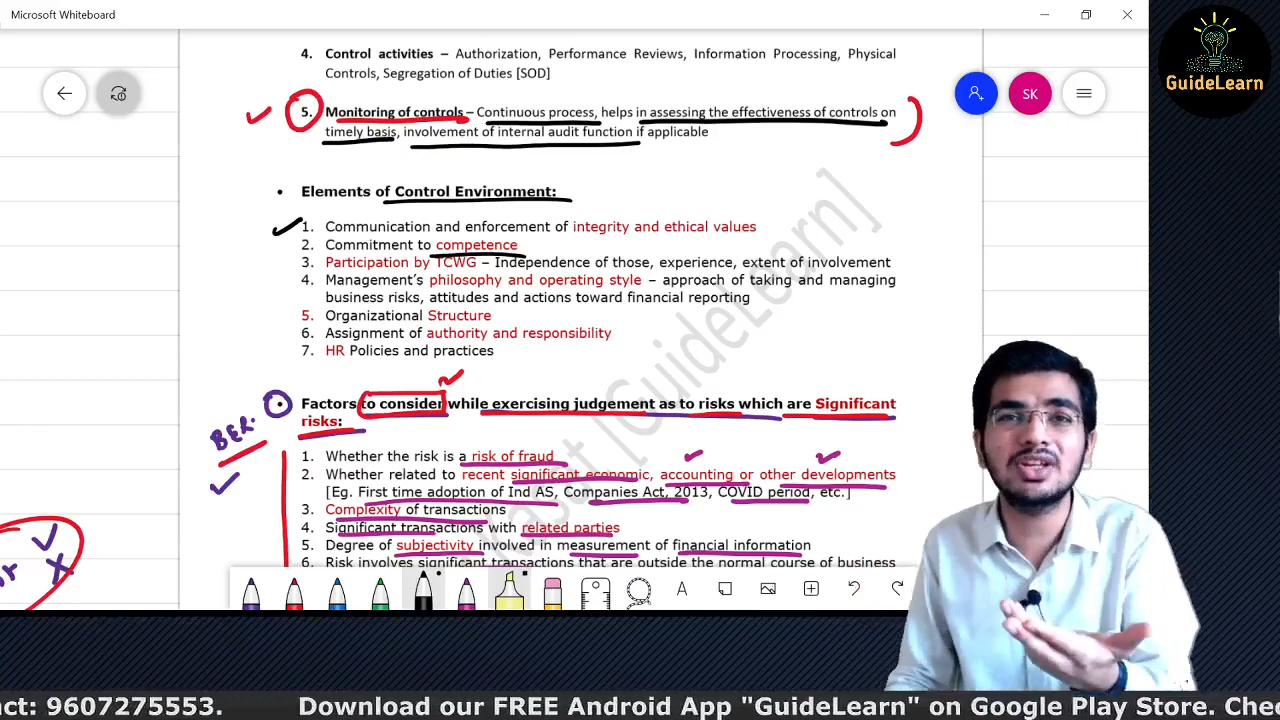 Microsoft Whiteboard
GuideLearn
SK
4. Control activities – Authorization, Performance Reviews, Information Processing, Physical
Controls, Segregation of Duties [SOD]
5. Monitoring of controls – Continuous process, helps in assessing the effectiveness of controls on
timely basis, involvement of internal audit function if applicable
• Elements of Control Environment:
1. Communication and enforcement of integrity and ethical values
2. Commitment to competence
3. Participation by TCWG – Independence of those, experience, extent of involvement
4. Management's philosophy and operating style – approach of taking and managing
business risks, attitudes and actions toward financial reporting
5. Organizational Structure
6. Assignment of authority and responsibility
7. HR Policies and practices
• Factors to consider while exercising judgement as to risks which are Significant
risks:
BER.
1. Whether the risk is a risk of fraud
2. Whether related to recent significant economic, accounting or other developments
[Eg. First time adoption of Ind AS, Companies Act, 2013, COVID period, etc.]
3. Complexity of transactions
4. Significant transactions with related parties
5. Degree of subjectivity involved in measurement of financial information
6. Risk involves significant transactions that are outside the normal course of business
[GuideLearn]
A
act: 9607275553. Download our FREE Android App "GuideLearn" on Google Play Store. Che